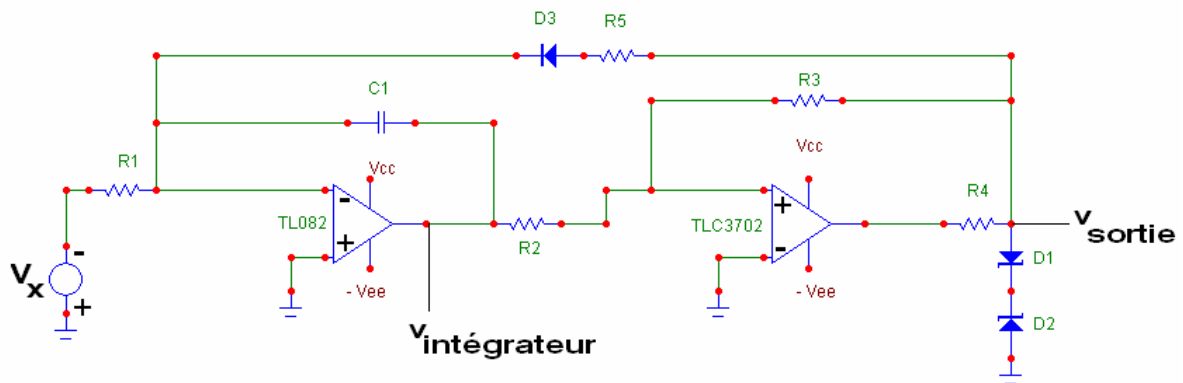 D3
R5
C1
R3
R1
Vcc
Vcc
R4
-
-
TL082
+
R2
+
TLC3702
-
V sortie
D1
-
V x
+
- Vee
- Vee
D2
V intégrateur